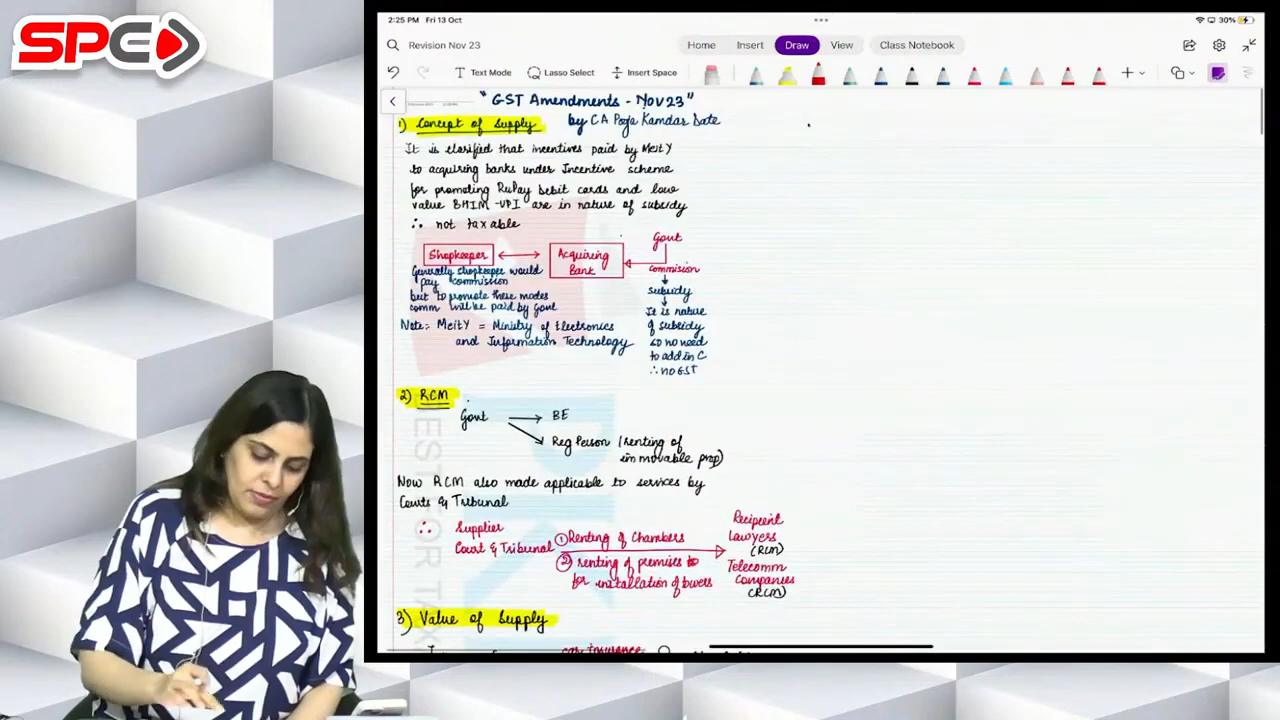 SPED
2:25 PM Fri 13 Oct
30%
Revision Nov 23
Home Insert Draw View Class Notebook
Text Mode Lasso Select Insert Space
"GST Amendments - Nov 23"
by CA Pooja Kamdar Date
1) Concept of Supply
It is clarified that incentives paid by MeitY
to acquiring banks under Incentive scheme
for promoting RuPay debit cards and low
value BHIM-UPI are in nature of subsidy
∴ not taxable
Shopkeeper
Acquiring
Bank
Govt
commision
subsidy
It is nature
of subsidy
so no need
to add in C
∴ no GST
Generally shopkeeper would
pay commission
but to promote these modes
comm will be paid by Govt
Note:- MeitY = Ministry of Electronics
and Information Technology
2) RCM
Govt
BE
Reg Person (renting of
immovable prop)
Now RCM also made applicable to services by
Courts & Tribunal
∴ Supplier
Court & Tribunal
① Renting of Chambers
② renting of premises
for installation of towers
Recipient
Lawyers
(RCM)
Telecomm
Companies
(RCM)
3) Value of Supply
ESTOR TAX